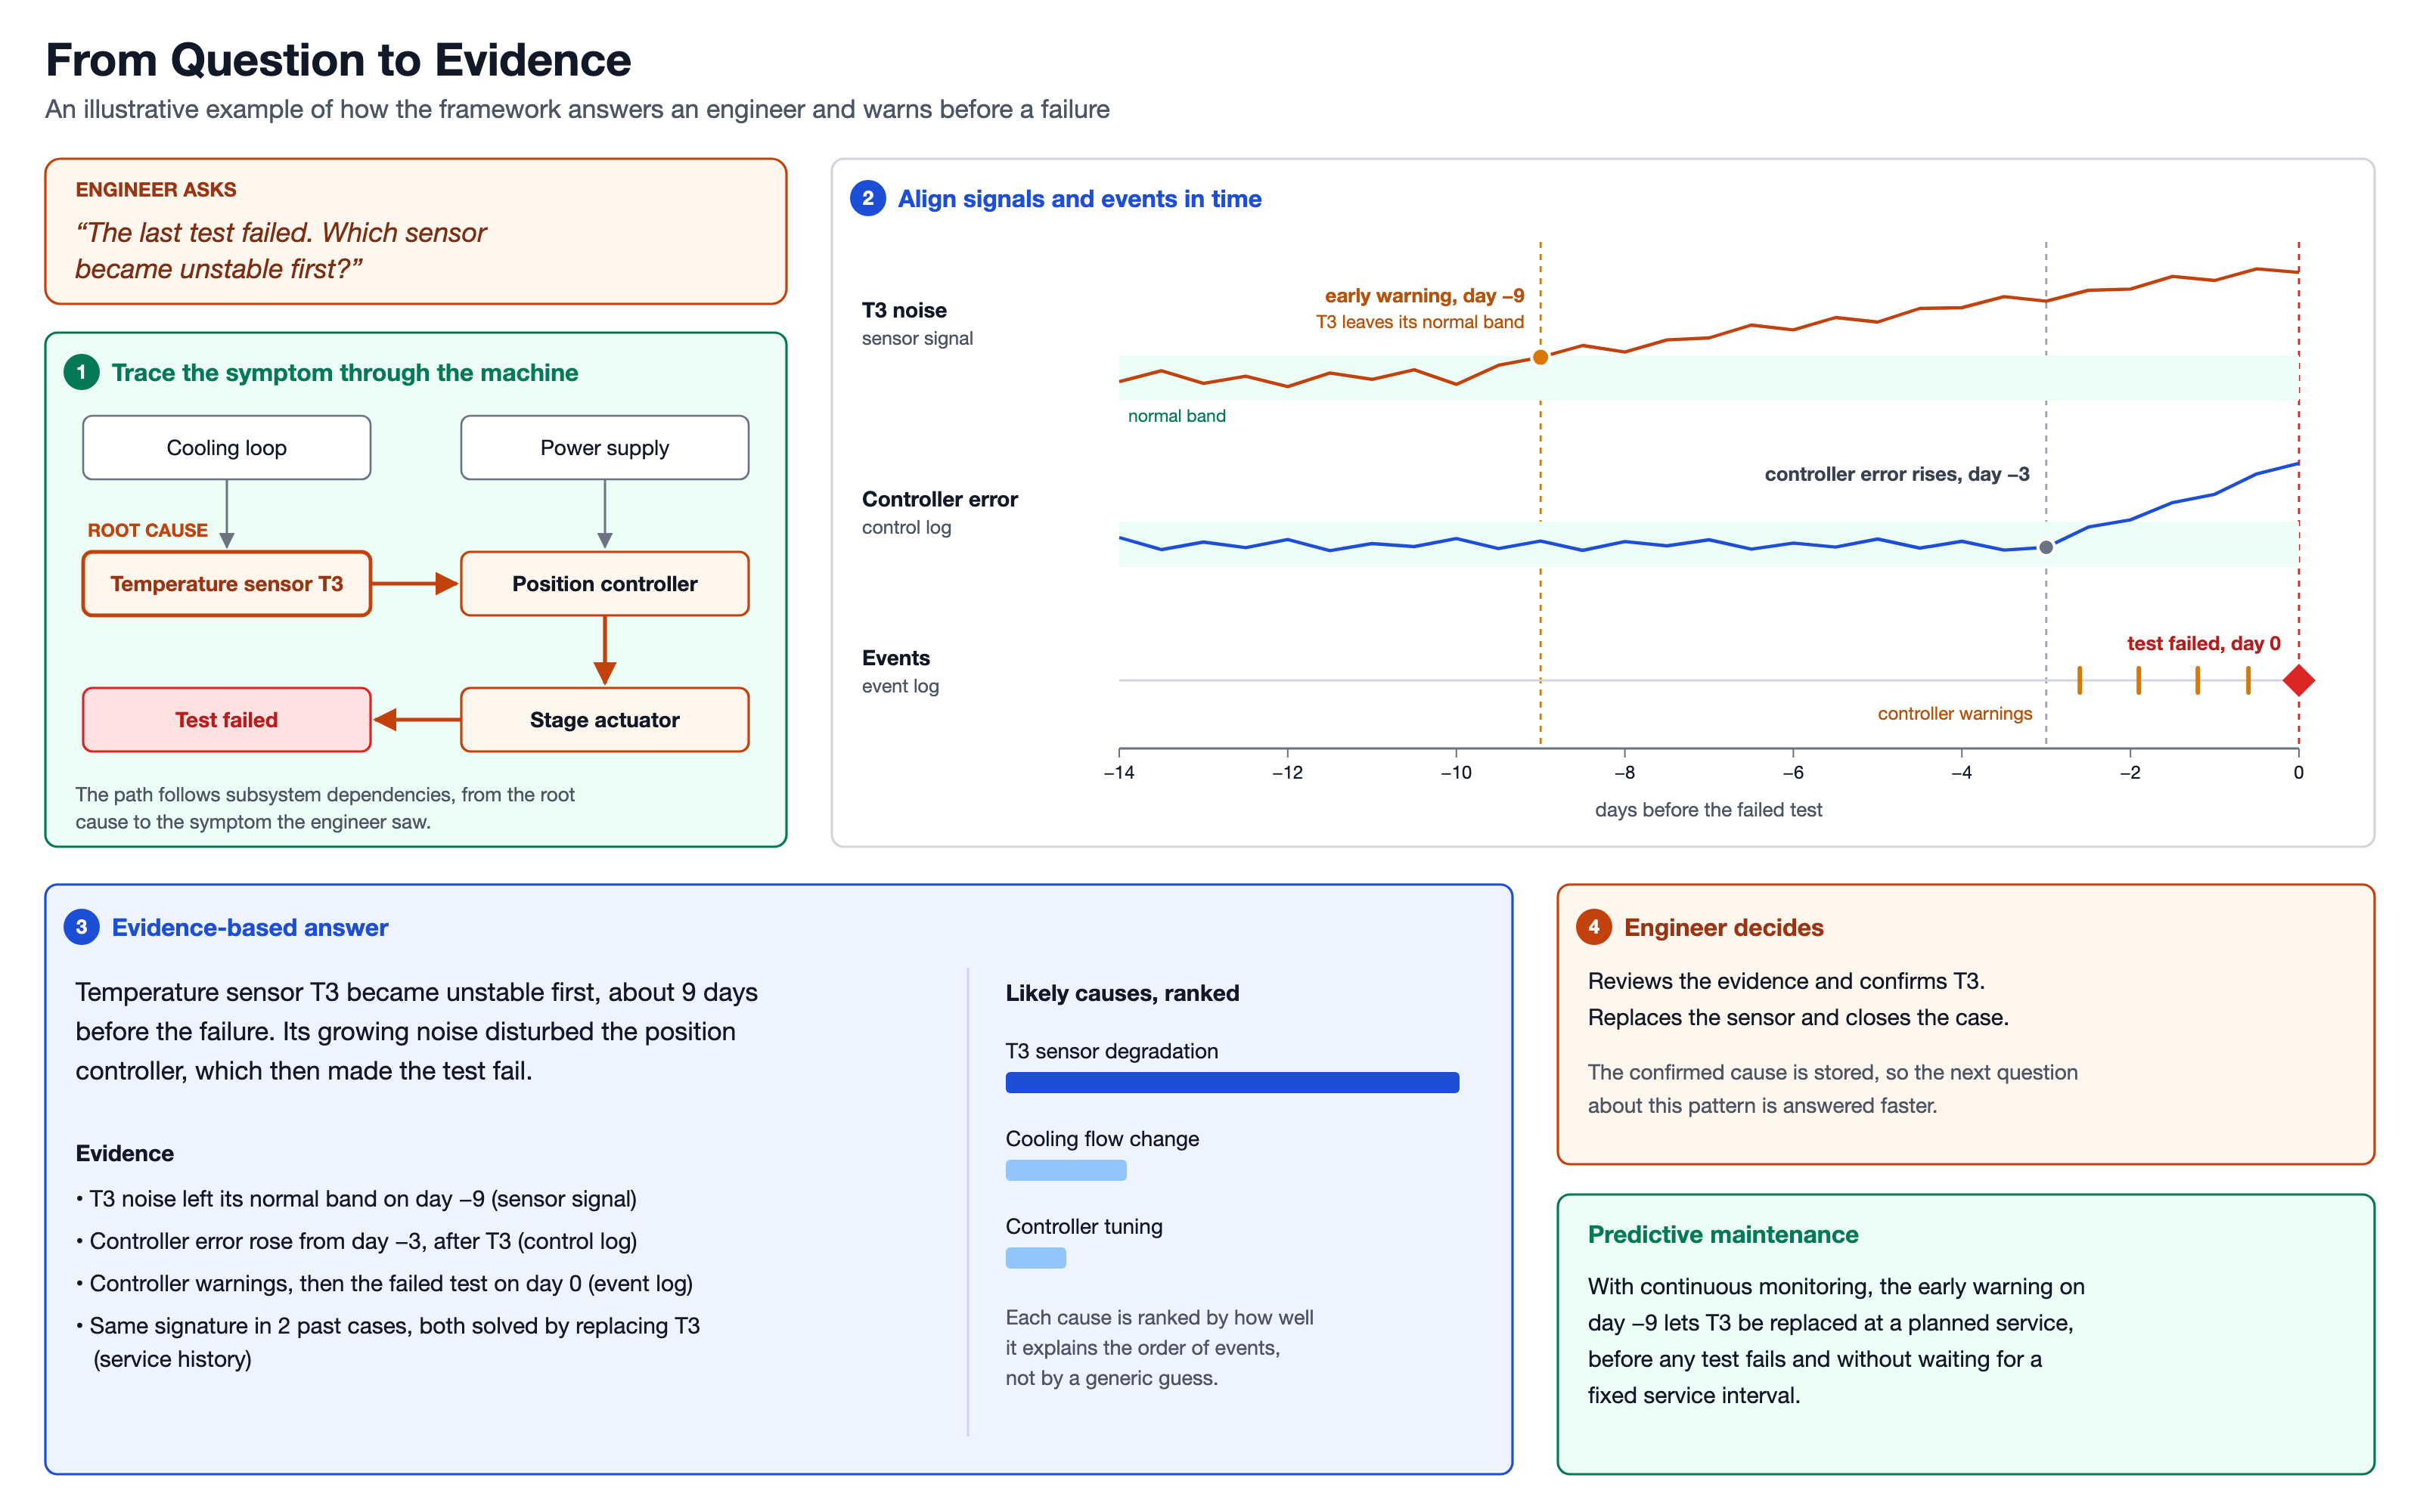 From Question to Evidence
An illustrative example of how the framework answers an engineer and warns before a failure
ENGINEER ASKS
“The last test failed. Which sensor
became unstable first?”
1
Trace the symptom through the machine
Cooling loop
Power supply
ROOT CAUSE
Temperature sensor T3
Position controller
Test failed
Stage actuator
The path follows subsystem dependencies, from the root
cause to the symptom the engineer saw.
2
Align signals and events in time
T3 noise
sensor signal
early warning, day −9
T3 leaves its normal band
normal band
Controller error
control log
controller error rises, day −3
Events
event log
test failed, day 0
controller warnings
−14
−12
−10
−8
−6
−4
−2
0
days before the failed test
3
Evidence-based answer
Temperature sensor T3 became unstable first, about 9 days
before the failure. Its growing noise disturbed the position
controller, which then made the test fail.
Evidence
• T3 noise left its normal band on day −9 (sensor signal)
• Controller error rose from day −3, after T3 (control log)
• Controller warnings, then the failed test on day 0 (event log)
• Same signature in 2 past cases, both solved by replacing T3
(service history)
Likely causes, ranked
T3 sensor degradation
Cooling flow change
Controller tuning
Each cause is ranked by how well
it explains the order of events,
not by a generic guess.
4
Engineer decides
Reviews the evidence and confirms T3.
Replaces the sensor and closes the case.
The confirmed cause is stored, so the next question
about this pattern is answered faster.
Predictive maintenance
With continuous monitoring, the early warning on
day −9 lets T3 be replaced at a planned service,
before any test fails and without waiting for a
fixed service interval.